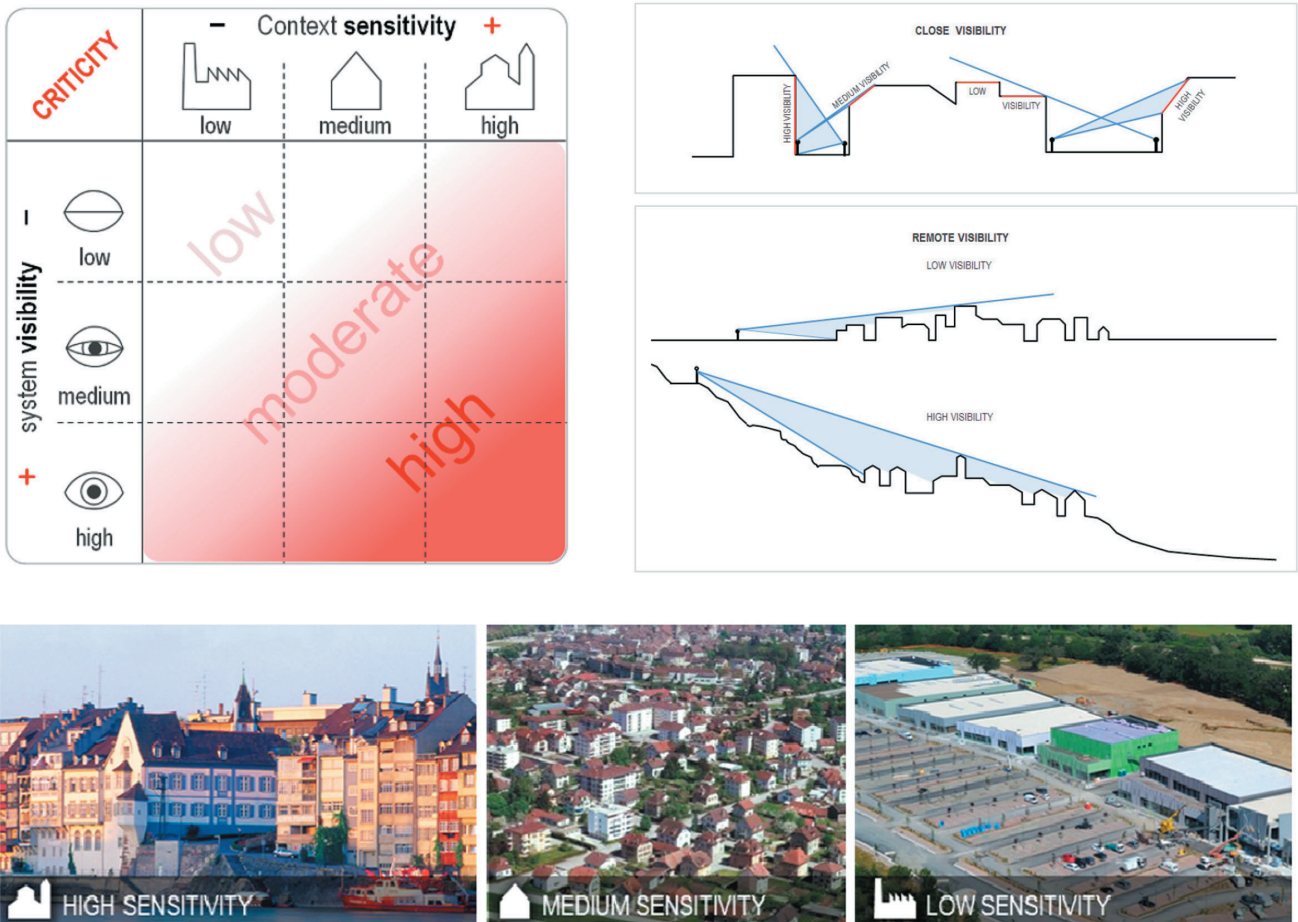 CRITICITY
− Context sensitivity +
low
medium
high
− system visibility +
low
medium
high
low
moderate
high
CLOSE VISIBILITY
HIGH VISIBILITY
MEDIUM VISIBILITY
LOW
VISIBILITY
HIGH
VISIBILITY
REMOTE VISIBILITY
LOW VISIBILITY
HIGH VISIBILITY
HIGH SENSITIVITY
MEDIUM SENSITIVITY
LOW SENSITIVITY